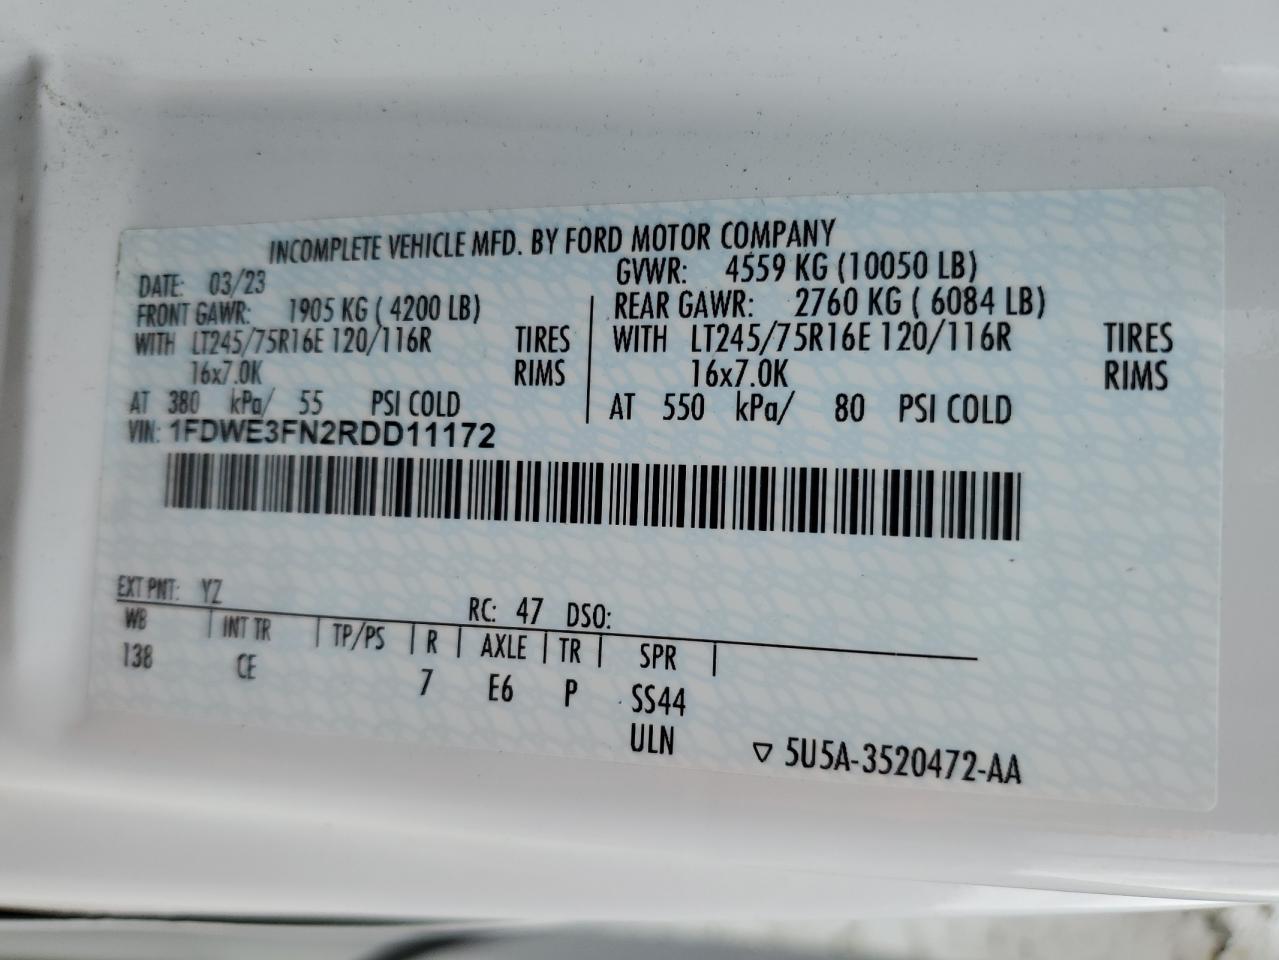 INCOMPLETE VEHICLE MFD. BY FORD MOTOR COMPANY
DATE: 03/23 GVWR: 4559 KG (10050 LB)
FRONT GAWR: 1905 KG ( 4200 LB) REAR GAWR: 2760 KG ( 6084 LB)
WITH LT245/75R16E 120/116R TIRES WITH LT245/75R16E 120/116R TIRES
16x7.0K RIMS 16x7.0K RIMS
AT 380 kPa/ 55 PSI COLD AT 550 kPa/ 80 PSI COLD
VIN: 1FDWE3FN2RDD11172
EXT PNT: YZ RC: 47 DSO:
WB | INT TR | TP/PS | R | AXLE | TR | SPR |
138 CE 7 E6 P SS44
ULN
▽ 5U5A-3520472-AA